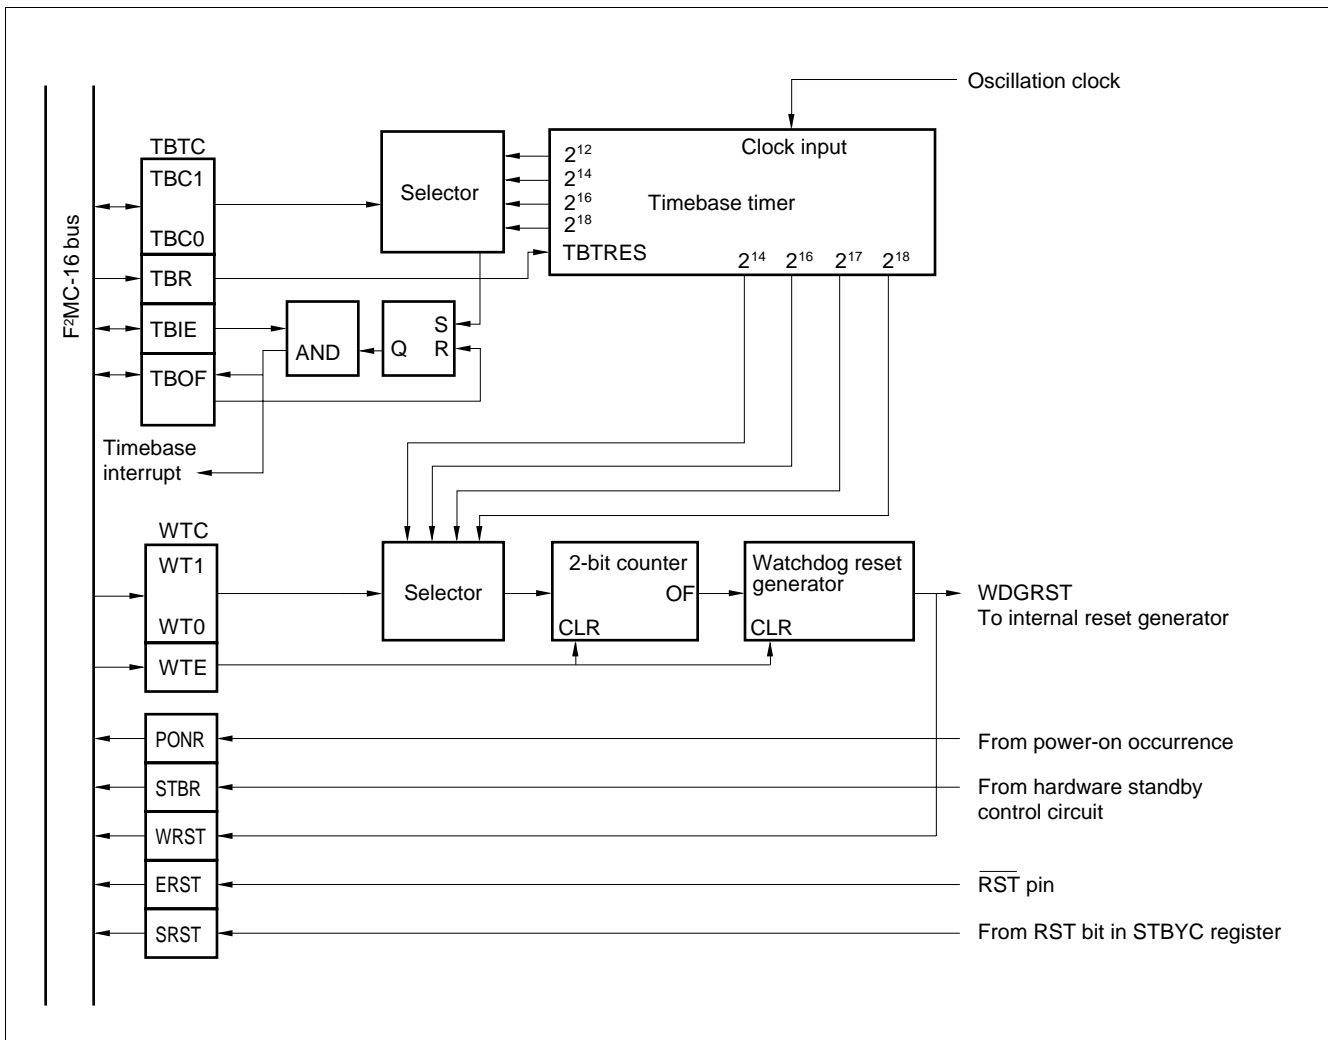 Oscillation clock
TBTC
TBC1
TBC0
TBR
TBIE
TBOF
F²MC-16 bus
Selector
2¹²
2¹⁴
2¹⁶
2¹⁸
TBTRES
Clock input
Timebase timer
2¹⁴ 2¹⁶ 2¹⁷ 2¹⁸
AND
S
Q R
Timebase
interrupt
WTC
WT1
WT0
WTE
Selector
2-bit counter
OF
CLR
Watchdog reset
generator
CLR
WDGRST
To internal reset generator
PONR
From power-on occurrence
STBR
From hardware standby
control circuit
WRST
ERST
R̅S̅T̅ pin
SRST
From RST bit in STBYC register